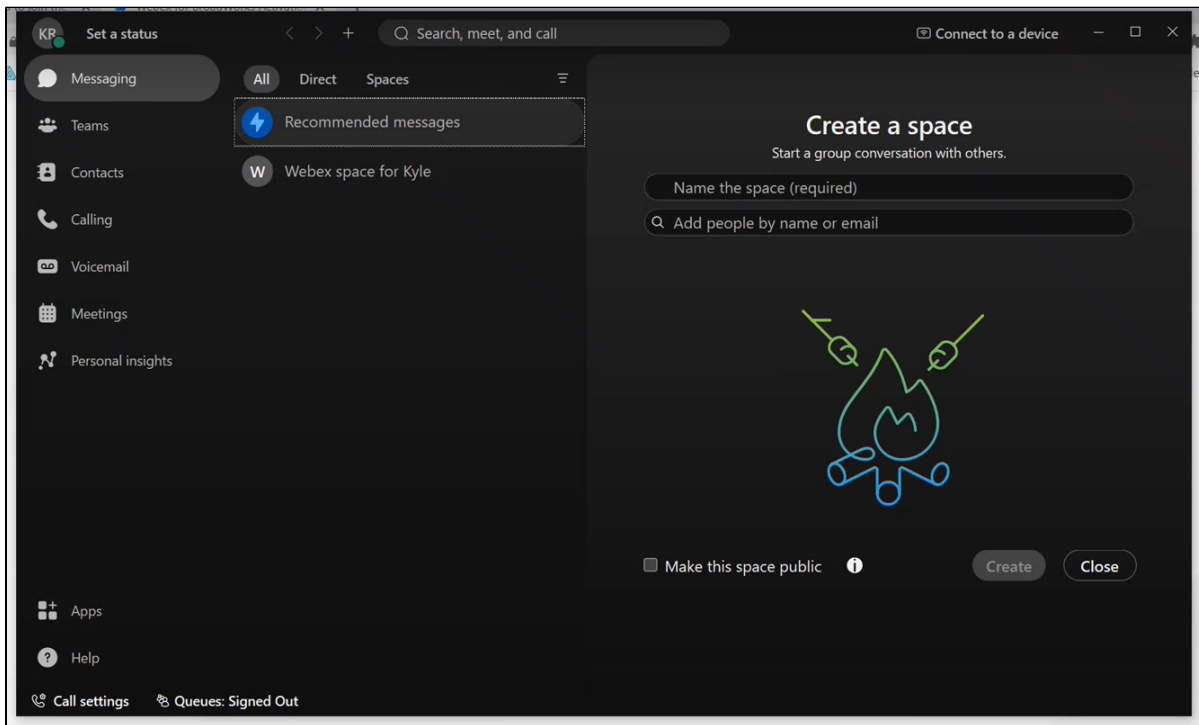 KR
Set a status
Search, meet, and call
Connect to a device
Messaging
Teams
Contacts
Calling
Voicemail
Meetings
Personal insights
Apps
Help
Call settings
Queues: Signed Out
All
Direct
Spaces
Recommended messages
W
Webex space for Kyle
Create a space
Start a group conversation with others.
Name the space (required)
Add people by name or email
Make this space public
Create
Close